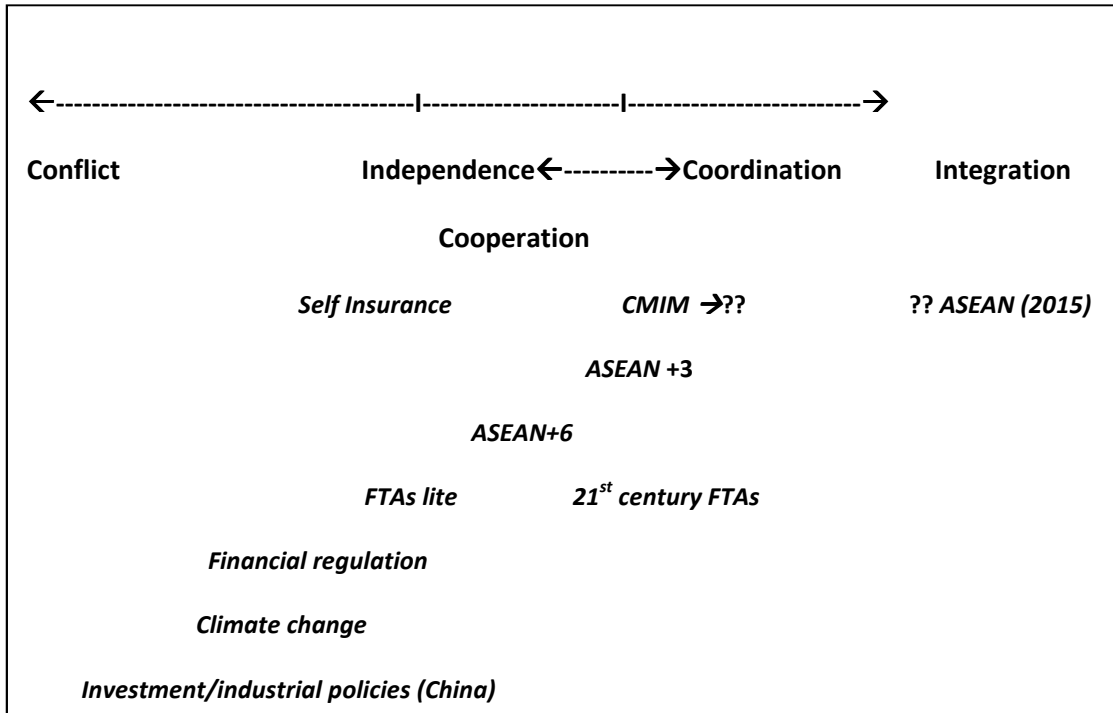 ←----------------------------------------I----------------------I--------------------------→
Conflict Independence←----------→Coordination Integration
Cooperation
Self Insurance CMIM →?? ?? ASEAN (2015)
ASEAN +3
ASEAN+6
FTAs lite 21st century FTAs
Financial regulation
Climate change
Investment/industrial policies (China)